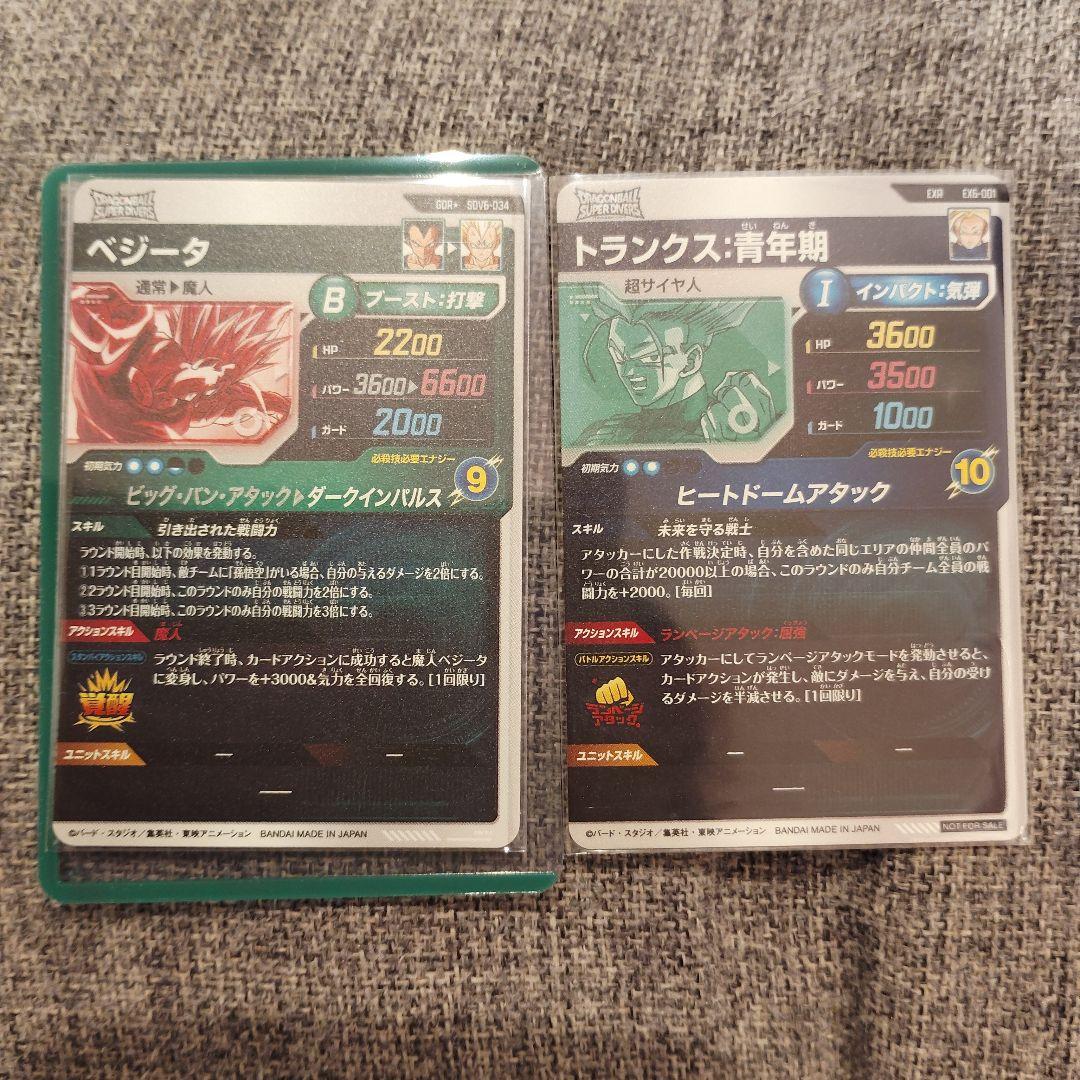 DRAGONBALL
SUPER DIVERS
GDR★ SDV6-034
ベジータ
通常▶魔人
B ブースト:打撃
HP 2200
パワー 3600▶6600
ガード 2000
初期気力
必殺技必要エナジー
9
ビッグ・バン・アタック▶ダークインパルス
スキル 引き出された戦闘力
ラウンド開始時、以下の効果を発動する。
①1ラウンド目開始時、敵チームに「孫悟空」がいる場合、自分の与えるダメージを2倍にする。
②2ラウンド目開始時、このラウンドのみ自分の戦闘力を2倍にする。
③3ラウンド目開始時、このラウンドのみ自分の戦闘力を3倍にする。
アクションスキル 魔人
スタンバイアクションスキル
ラウンド終了時、カードアクションに成功すると魔人ベジータ
に変身し、パワーを+3000&気力を全回復する。[1回限り]
覚醒
ユニットスキル ー ー
ー
©バード・スタジオ/集英社・東映アニメーション BANDAI MADE IN JAPAN
DRAGONBALL
SUPER DIVERS
EXR EX6-001
トランクス:青年期
超サイヤ人
I インパクト:気弾
HP 3600
パワー 3500
ガード 1000
初期気力
必殺技必要エナジー
10
ヒートドームアタック
スキル 未来を守る戦士
アタッカーにした作戦決定時、自分を含めた同じエリアの仲間全員のパ
ワーの合計が20000以上の場合、このラウンドのみ自分チーム全員の戦
闘力を+2000。[毎回]
アクションスキル ランページアタック:屈強
バトルアクションスキル
アタッカーにしてランページアタックモードを発動させると、
カードアクションが発生し、敵にダメージを与え、自分の受け
るダメージを半減させる。[1回限り]
ランページ
アタック
ユニットスキル ー ー
ー
©バード・スタジオ/集英社・東映アニメーション BANDAI MADE IN JAPAN
NOT FOR SALE